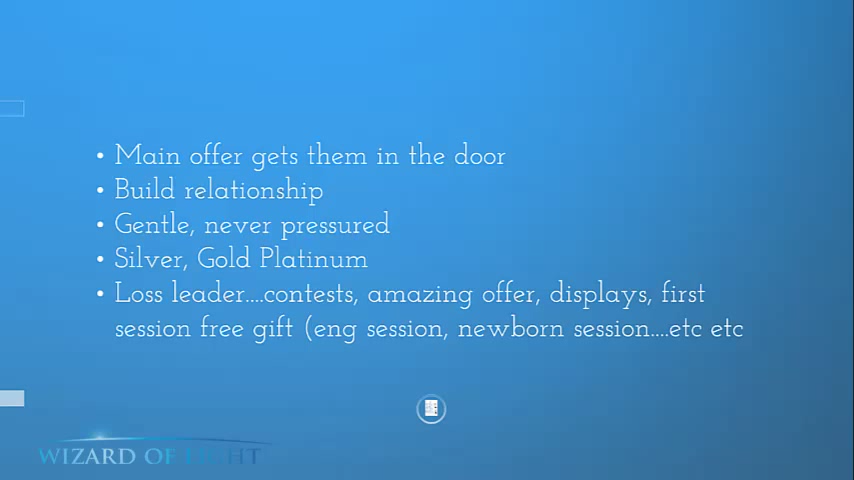 • Main offer gets them in the door
• Build relationship
• Gentle, never pressured
• Silver, Gold Platinum
• Loss leader....contests, amazing offer, displays, first
session free gift (eng session, newborn session....etc etc
WIZARD OF LIGHT